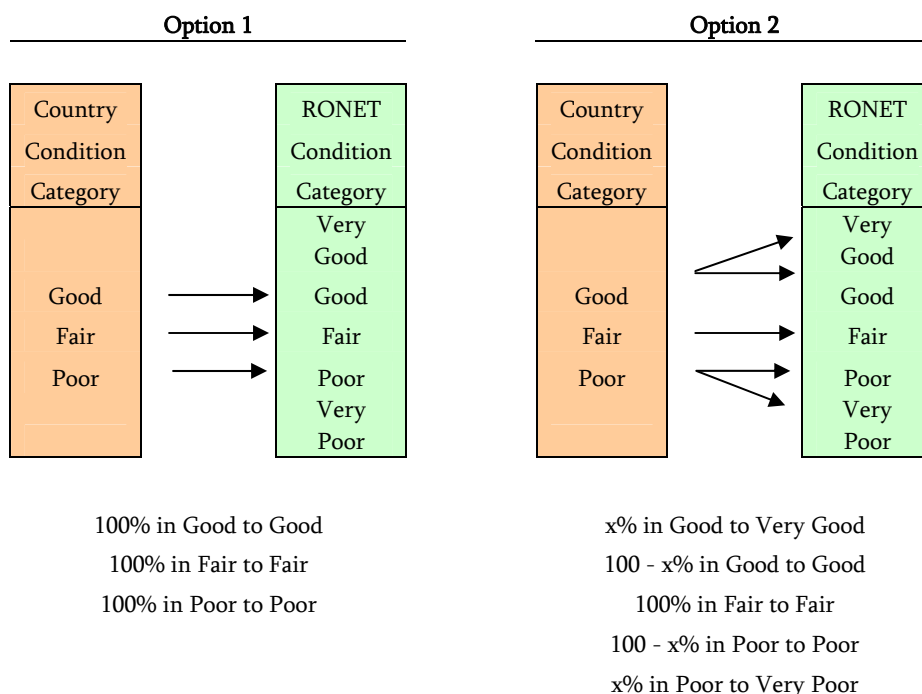 Option 1
Country
Condition
Category
Good
Fair
Poor
RONET
Condition
Category
Very
Good
Good
Fair
Poor
Very
Poor
100% in Good to Good
100% in Fair to Fair
100% in Poor to Poor
Option 2
Country
Condition
Category
Good
Fair
Poor
RONET
Condition
Category
Very
Good
Good
Fair
Poor
Very
Poor
x% in Good to Very Good
100 - x% in Good to Good
100% in Fair to Fair
100 - x% in Poor to Poor
x% in Poor to Very Poor